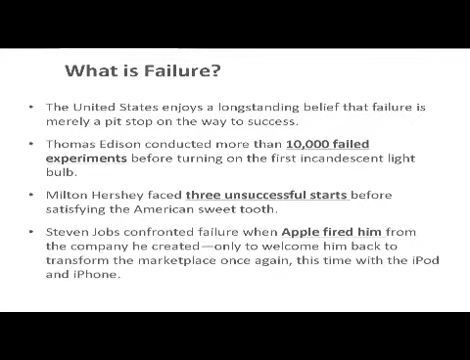 What is Failure?
• The United States enjoys a longstanding belief that failure is
merely a pit stop on the way to success.
• Thomas Edison conducted more than 10,000 failed
experiments before turning on the first incandescent light
bulb.
• Milton Hershey faced three unsuccessful starts before
satisfying the American sweet tooth.
• Steven Jobs confronted failure when Apple fired him from
the company he created—only to welcome him back to
transform the marketplace once again, this time with the iPod
and iPhone.